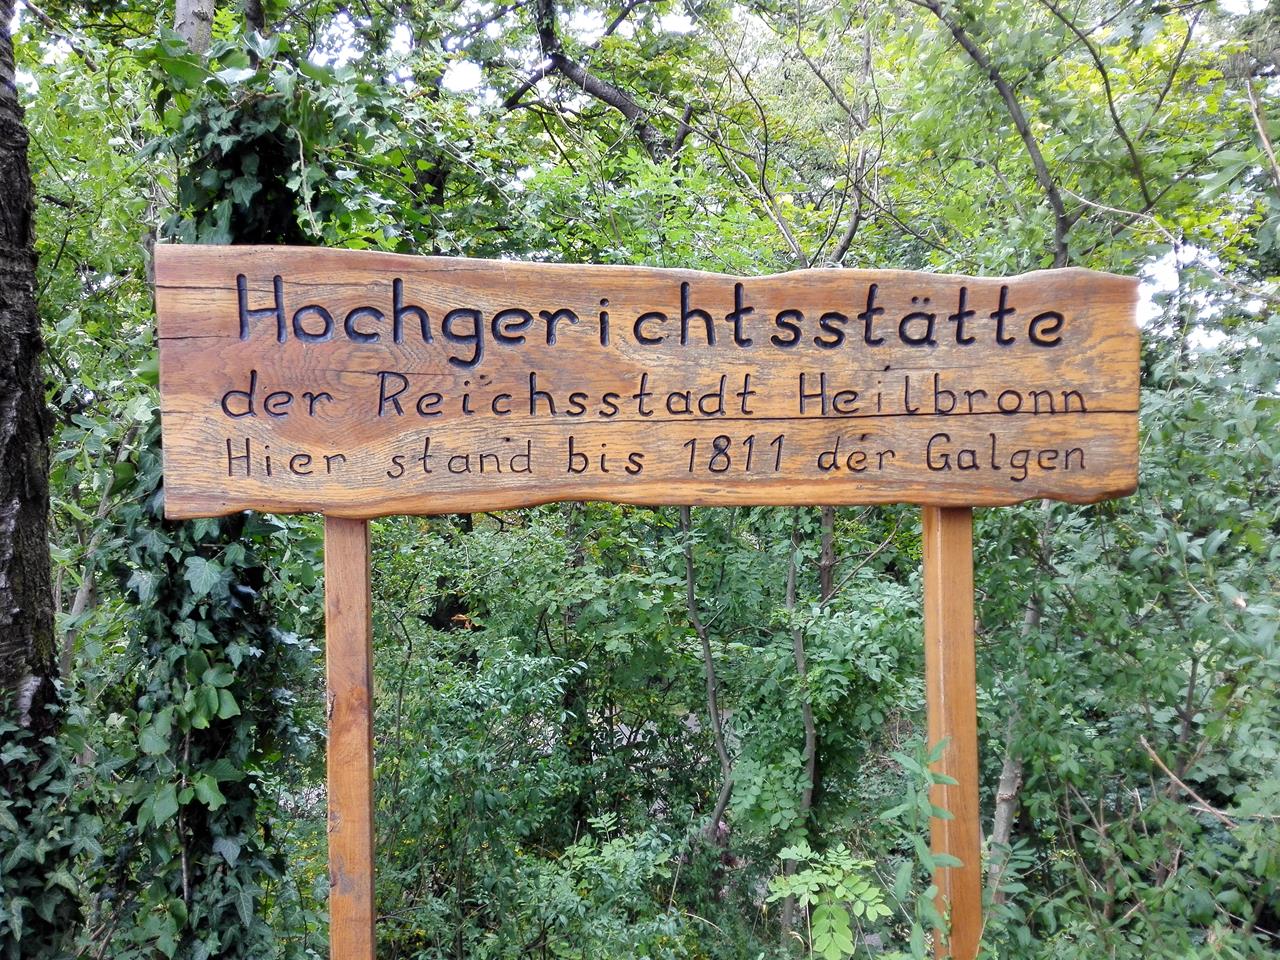 Hochgerichtsstätte
der Reichsstadt Heilbronn
Hier stand bis 1811 der Galgen